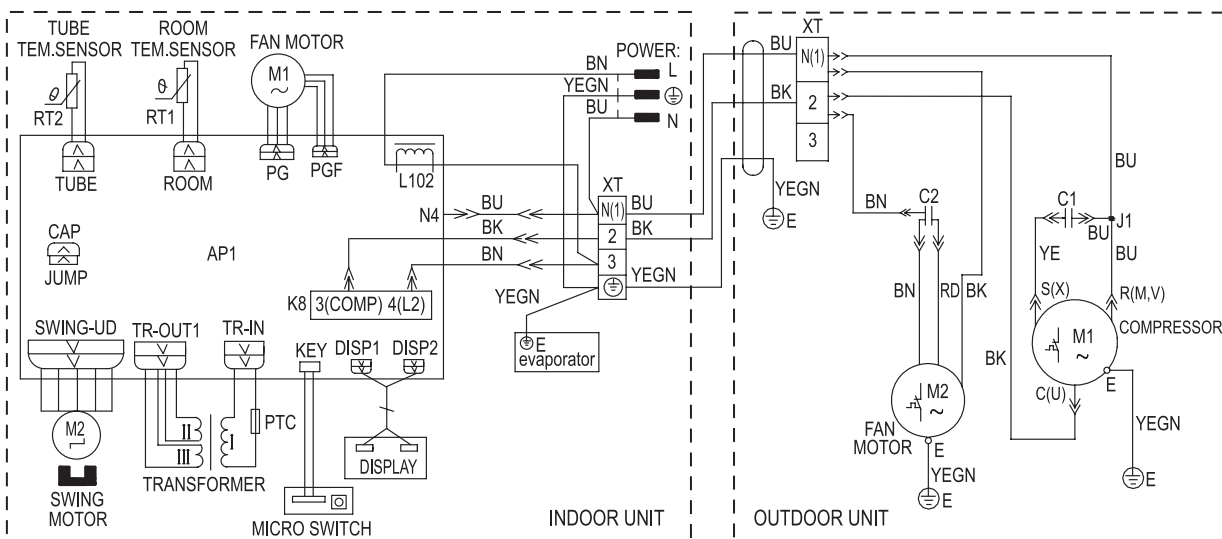 TUBE
TEM.SENSOR
ROOM
TEM.SENSOR
FAN MOTOR
M1
~
θ
RT2
θ
RT1
TUBE
ROOM
PG
PGF
L102
CAP
JUMP
AP1
N4
BU
BK
BN
K8
3(COMP) 4(L2)
YEGN
E
evaporator
POWER:
BN
L
YEGN
BU
N
XT
N(1)
2
3
BU
BK
YEGN
SWING-UD
TR-OUT1
TR-IN
KEY
DISP1
DISP2
M2
II
III
I
PTC
SWING
MOTOR
TRANSFORMER
DISPLAY
MICRO SWITCH
INDOOR UNIT
XT
BU
N(1)
BK
2
3
YEGN
E
BN
C2
BN
RD
BK
M2
~
FAN
MOTOR
E
YEGN
E
BK
BU
C1
J1
BU
YE
BU
S(X)
R(M,V)
M1
~
COMPRESSOR
E
C(U)
YEGN
E
OUTDOOR UNIT